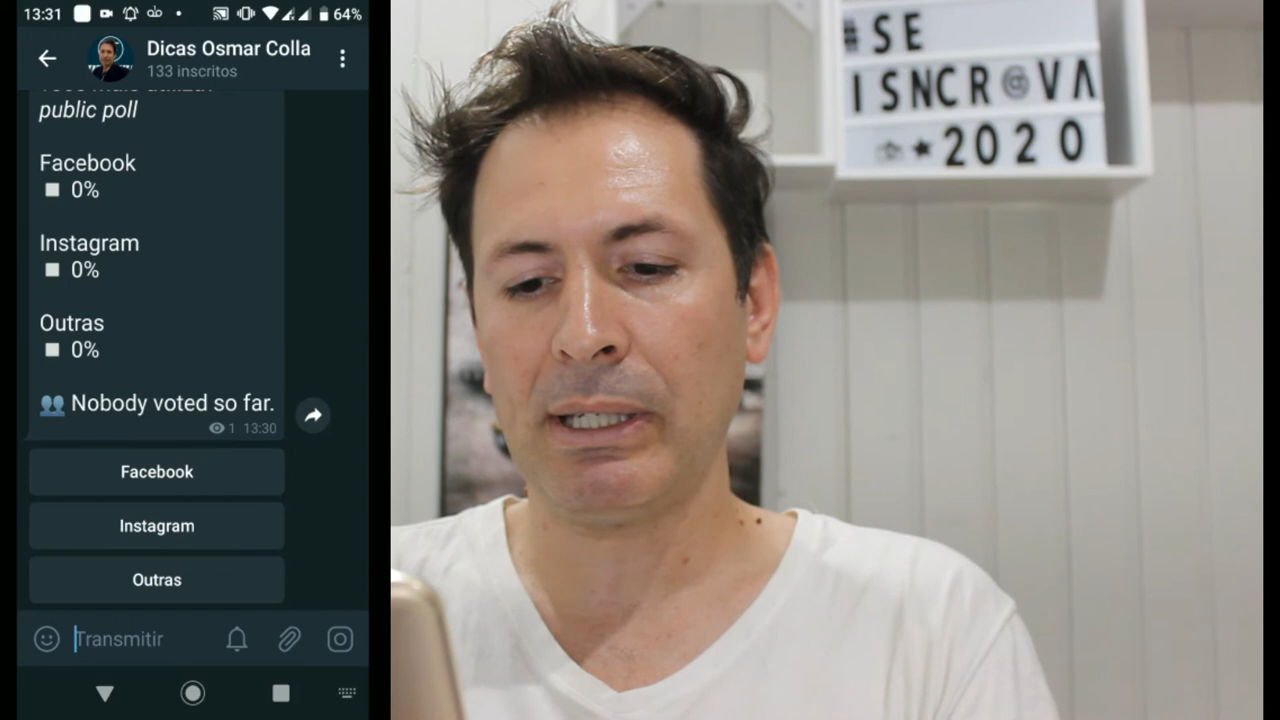 13:31
64%
Dicas Osmar Colla
133 inscritos
public poll
Facebook
0%
Instagram
0%
Outras
0%
Nobody voted so far.
1 13:30
Facebook
Instagram
Outras
Transmitir
#SE
ISNCR@VA
2020